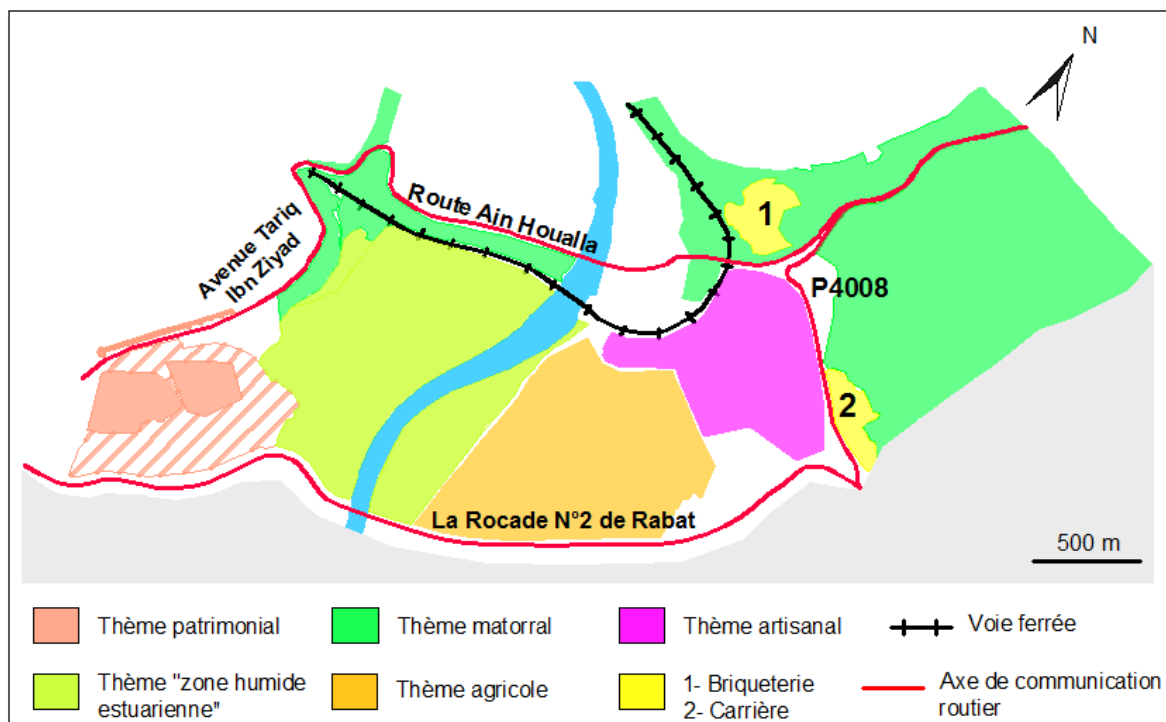 N
1
Route Ain Houalla
Avenue Tariq
Ibn Ziyad
P4008
2
La Rocade N°2 de Rabat
500 m
Thème patrimonial
Thème matorral
Thème artisanal
Voie ferrée
Thème "zone humide
estuarienne"
Thème agricole
1- Briqueterie
2- Carrière
Axe de communication
routier